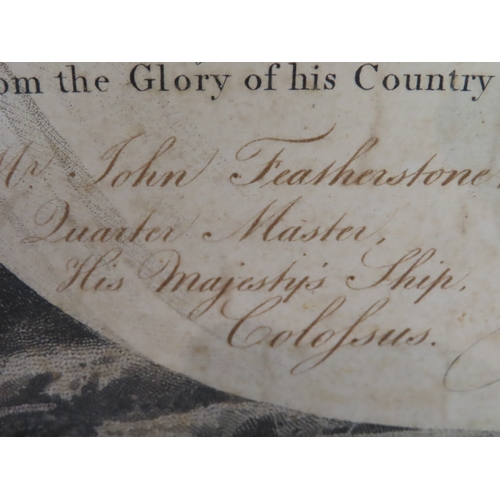 om the Glory of his Country
Mr. John Featherstone,
Quarter Master,
His Majesty's Ship,
Coloſsus.